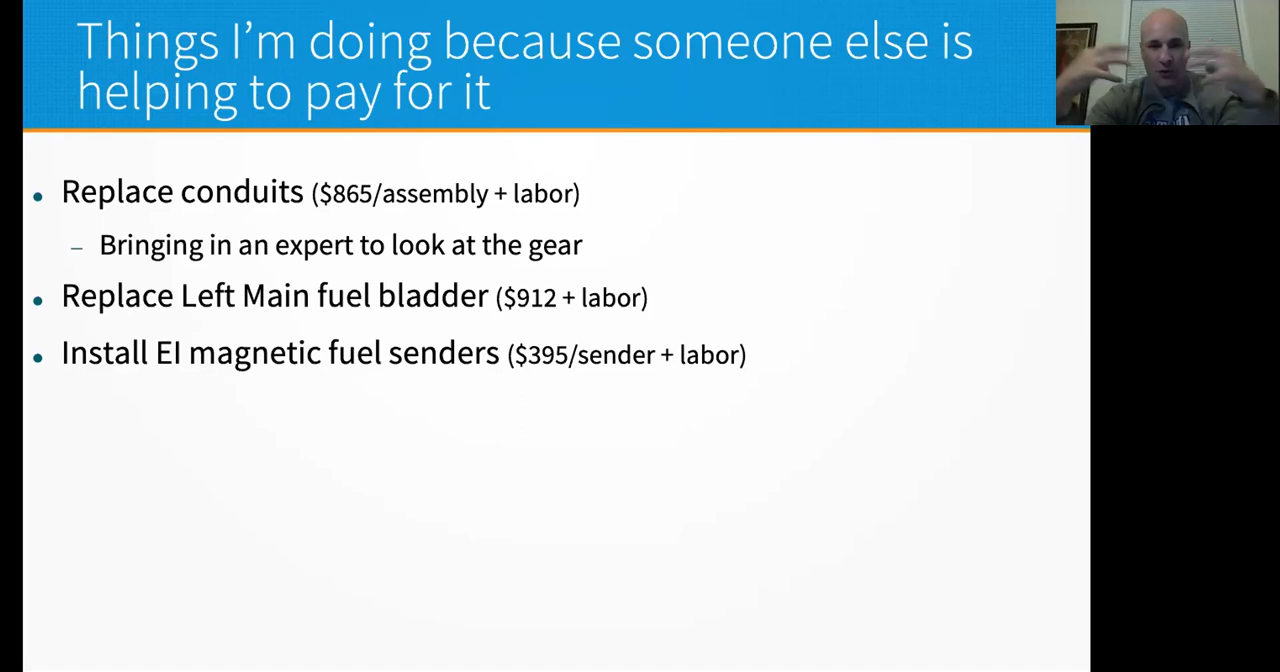 Things I’m doing because someone else is
helping to pay for it
• Replace conduits ($865/assembly + labor)
– Bringing in an expert to look at the gear
• Replace Left Main fuel bladder ($912 + labor)
• Install EI magnetic fuel senders ($395/sender + labor)